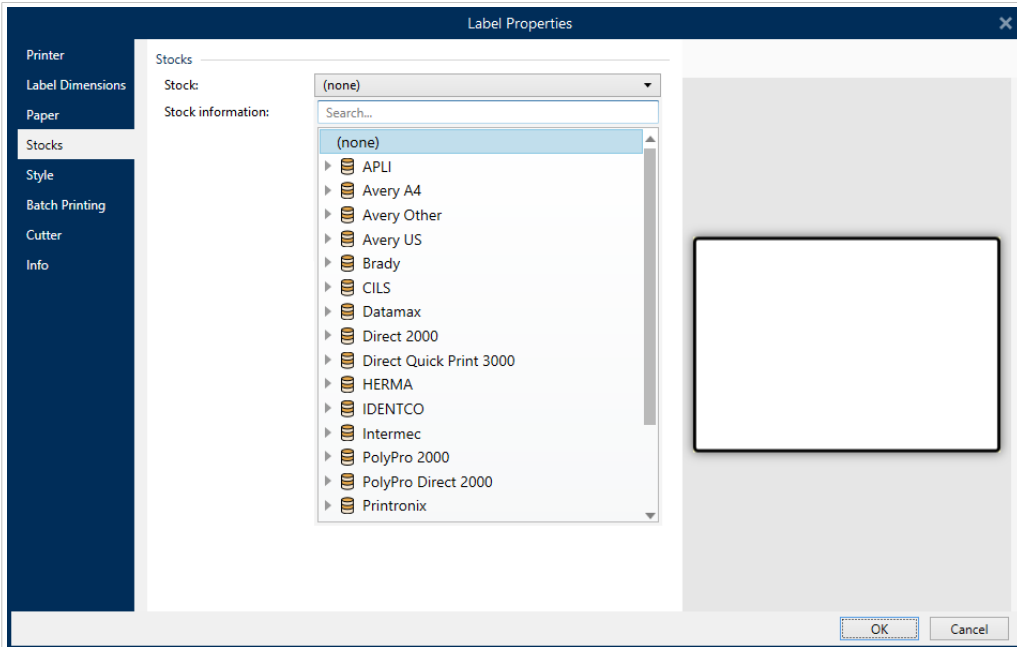 Label Properties
Printer
Label Dimensions
Paper
Stocks
Style
Batch Printing
Cutter
Info
Stocks
Stock: (none)
Stock information: Search...
(none)
APLI
Avery A4
Avery Other
Avery US
Brady
CILS
Datamax
Direct 2000
Direct Quick Print 3000
HERMA
IDENTCO
Intermec
PolyPro 2000
PolyPro Direct 2000
Printronix
OK Cancel